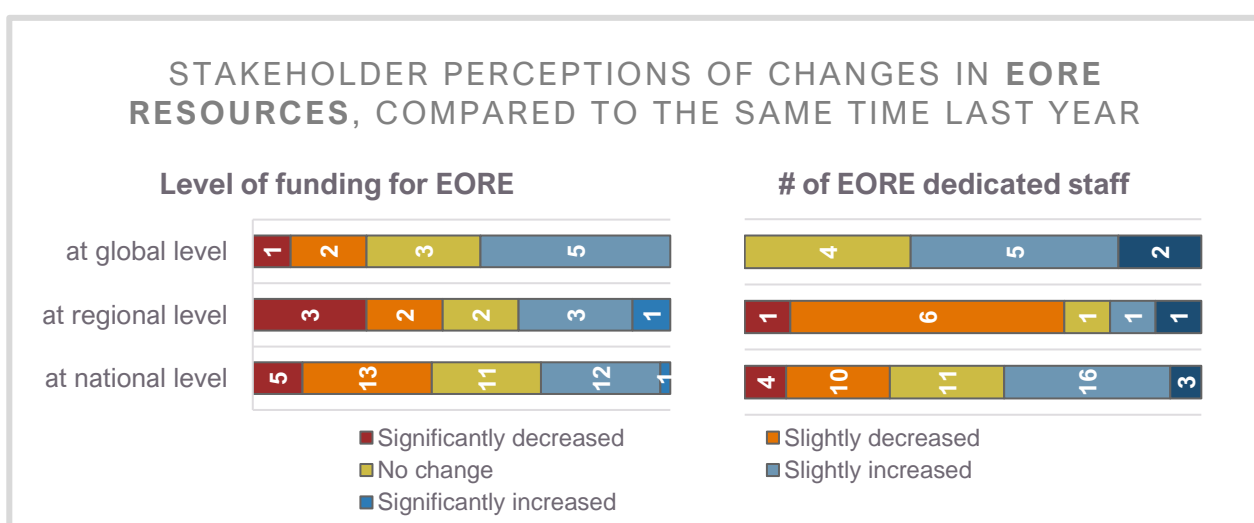 STAKEHOLDER PERCEPTIONS OF CHANGES IN EORE
RESOURCES, COMPARED TO THE SAME TIME LAST YEAR
Level of funding for EORE
at global level
1 2 3 5
at regional level
3 2 2 3 1
at national level
5 13 11 12 1
# of EORE dedicated staff
4 5 2
1 6 1 1 1
4 10 11 16 3
Significantly decreased
Slightly decreased
No change
Slightly increased
Significantly increased